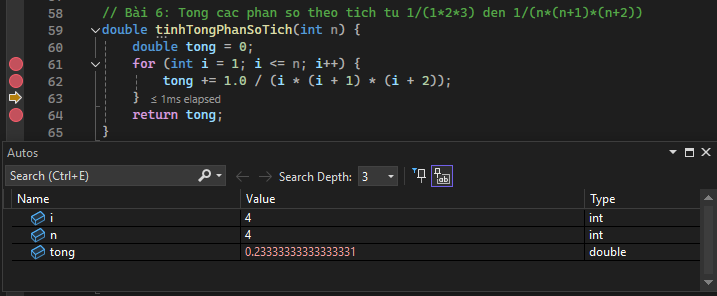 58 // Bài 6: Tong cac phan so theo tich tu 1/(1*2*3) den 1/(n*(n+1)*(n+2))
59 double tinhTongPhanSoTich(int n) {
60 double tong = 0;
61 for (int i = 1; i <= n; i++) {
62 tong += 1.0 / (i * (i + 1) * (i + 2));
63 } ≤ 1ms elapsed
64 return tong;
65 }
Autos
Search (Ctrl+E) Search Depth: 3
Name Value Type
i 4 int
n 4 int
tong 0.23333333333333331 double